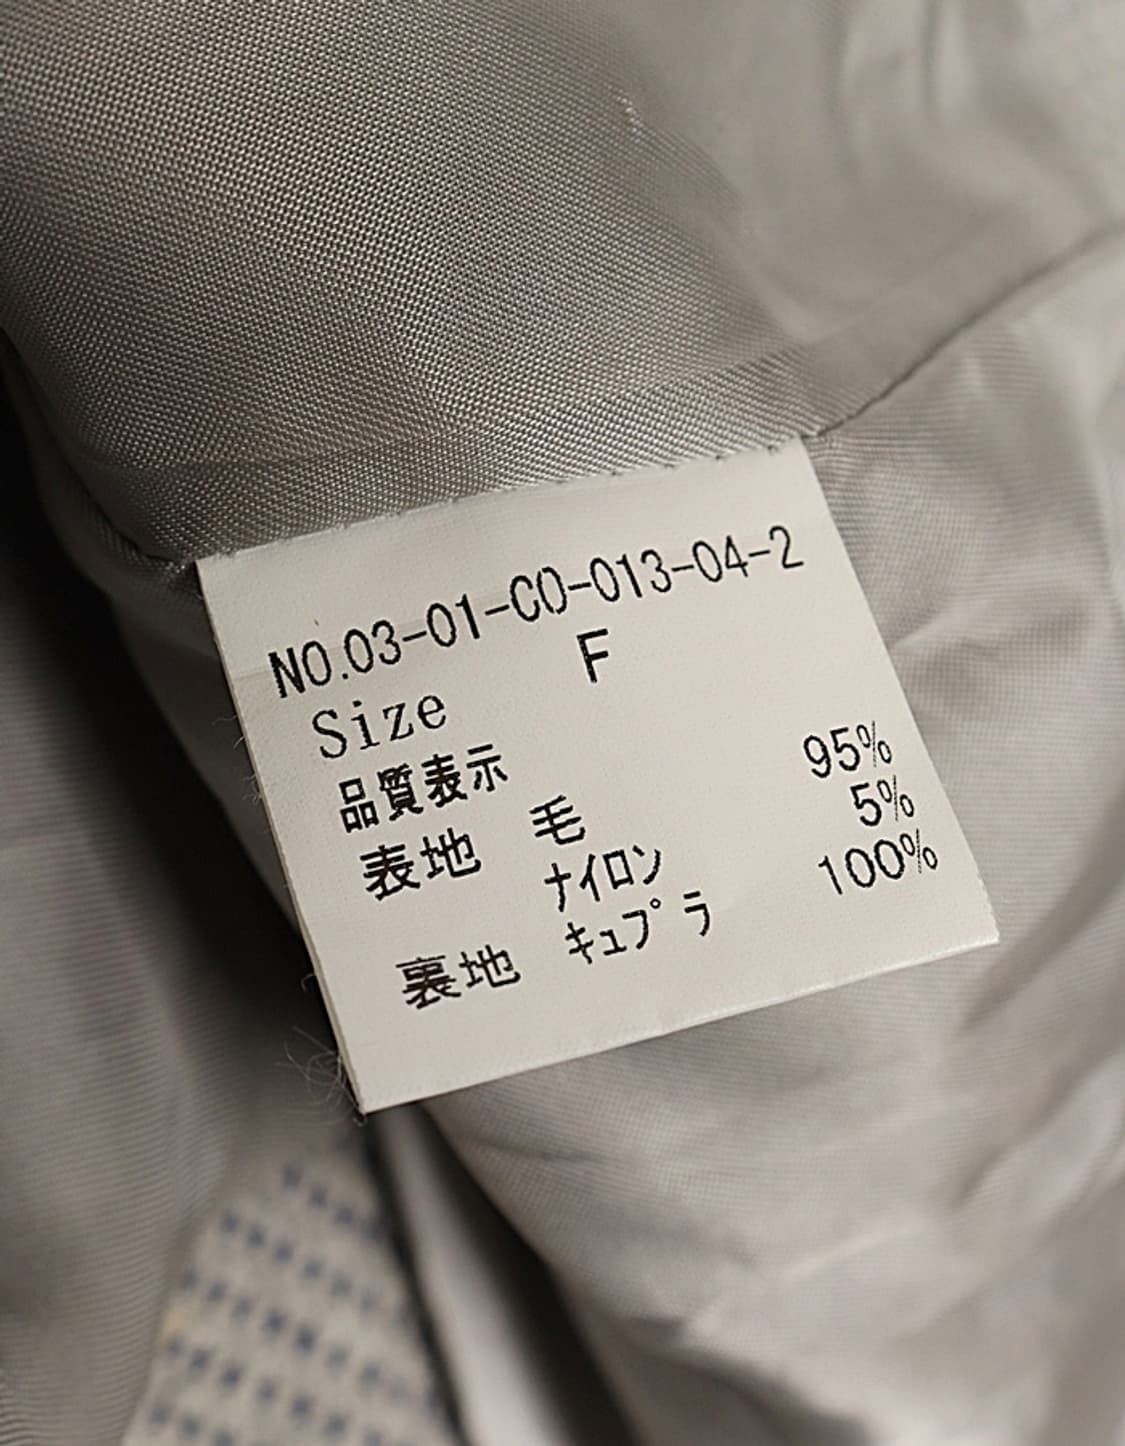 NO.03-01-CO-013-04-2
Size F
品質表示
表地 毛 95%
ナイロン 5%
裏地 キュプラ 100%